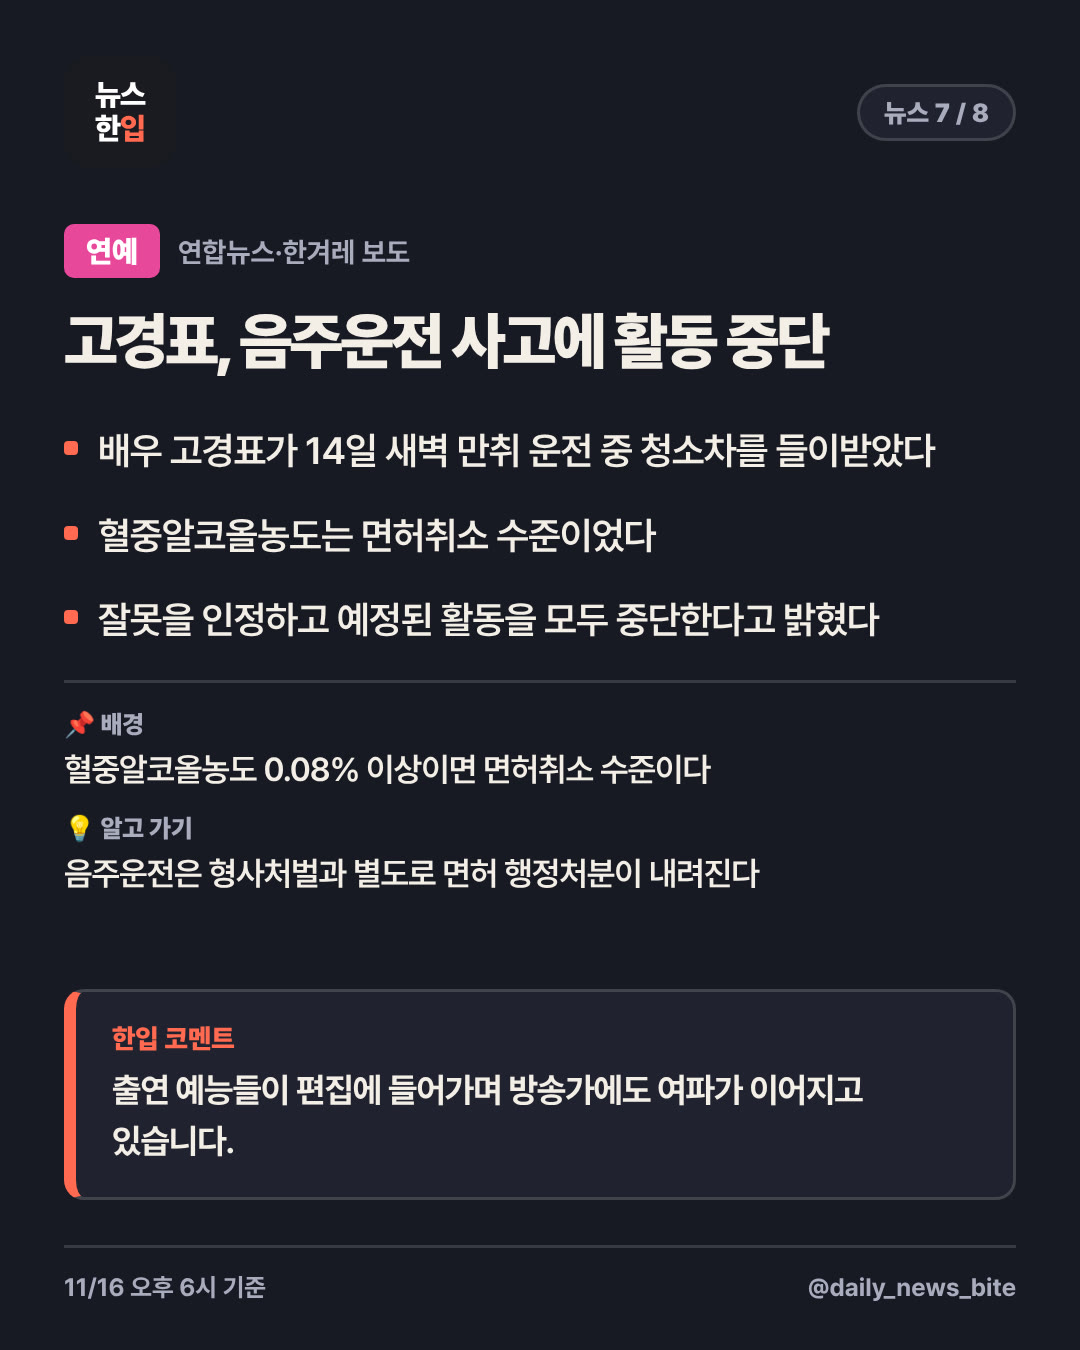 뉴스
한입
뉴스 7 / 8
연예
연합뉴스·한겨레 보도
고경표, 음주운전 사고에 활동 중단
배우 고경표가 14일 새벽 만취 운전 중 청소차를 들이받았다
혈중알코올농도는 면허취소 수준이었다
잘못을 인정하고 예정된 활동을 모두 중단한다고 밝혔다
📌 배경
혈중알코올농도 0.08% 이상이면 면허취소 수준이다
💡 알고 가기
음주운전은 형사처벌과 별도로 면허 행정처분이 내려진다
한입 코멘트
출연 예능들이 편집에 들어가며 방송가에도 여파가 이어지고
있습니다.
11/16 오후 6시 기준
@daily_news_bite